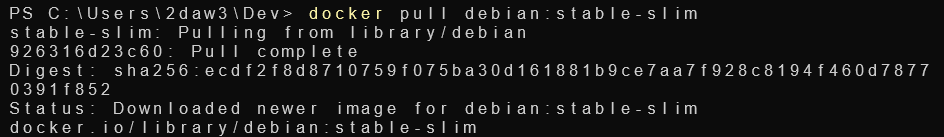 PS C:\Users\2daw3\Dev> docker pull debian:stable-slim
stable-slim: Pulling from library/debian
926316d23c60: Pull complete
Digest: sha256:ecdf2f8d8710759f075ba30d161881b9ce7aa7f928c8194f460d7877
0391f852
Status: Downloaded newer image for debian:stable-slim
docker.io/library/debian:stable-slim